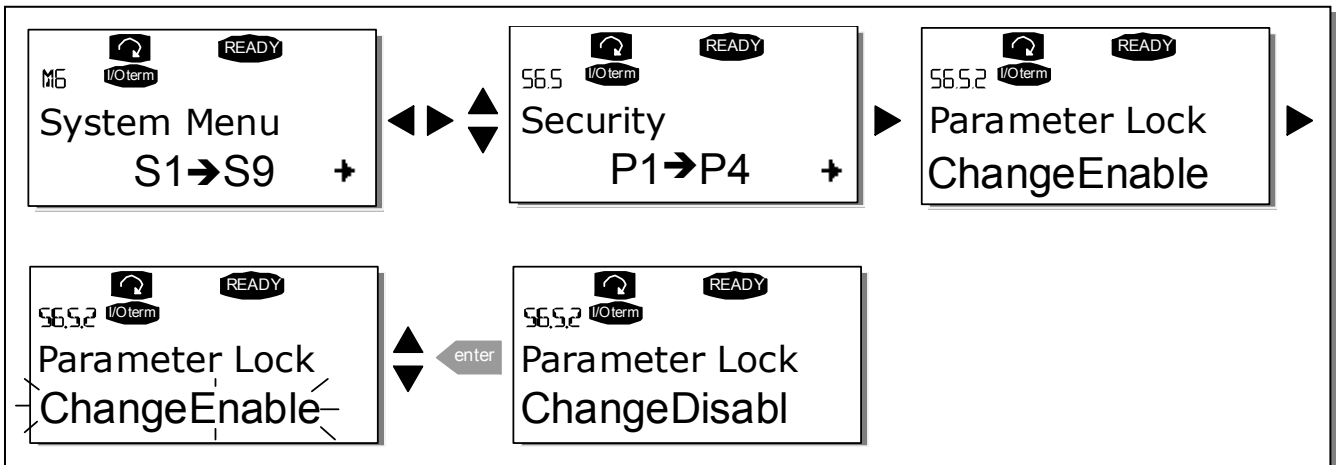 READY
M6 I/Oterm
System Menu
S1➔S9
READY
S6.5 I/Oterm
Security
P1➔P4
READY
S6.5.2 I/Oterm
Parameter Lock
ChangeEnable
READY
S6.5.2 I/Oterm
Parameter Lock
ChangeEnable
enter
READY
S6.5.2 I/Oterm
Parameter Lock
ChangeDisabl